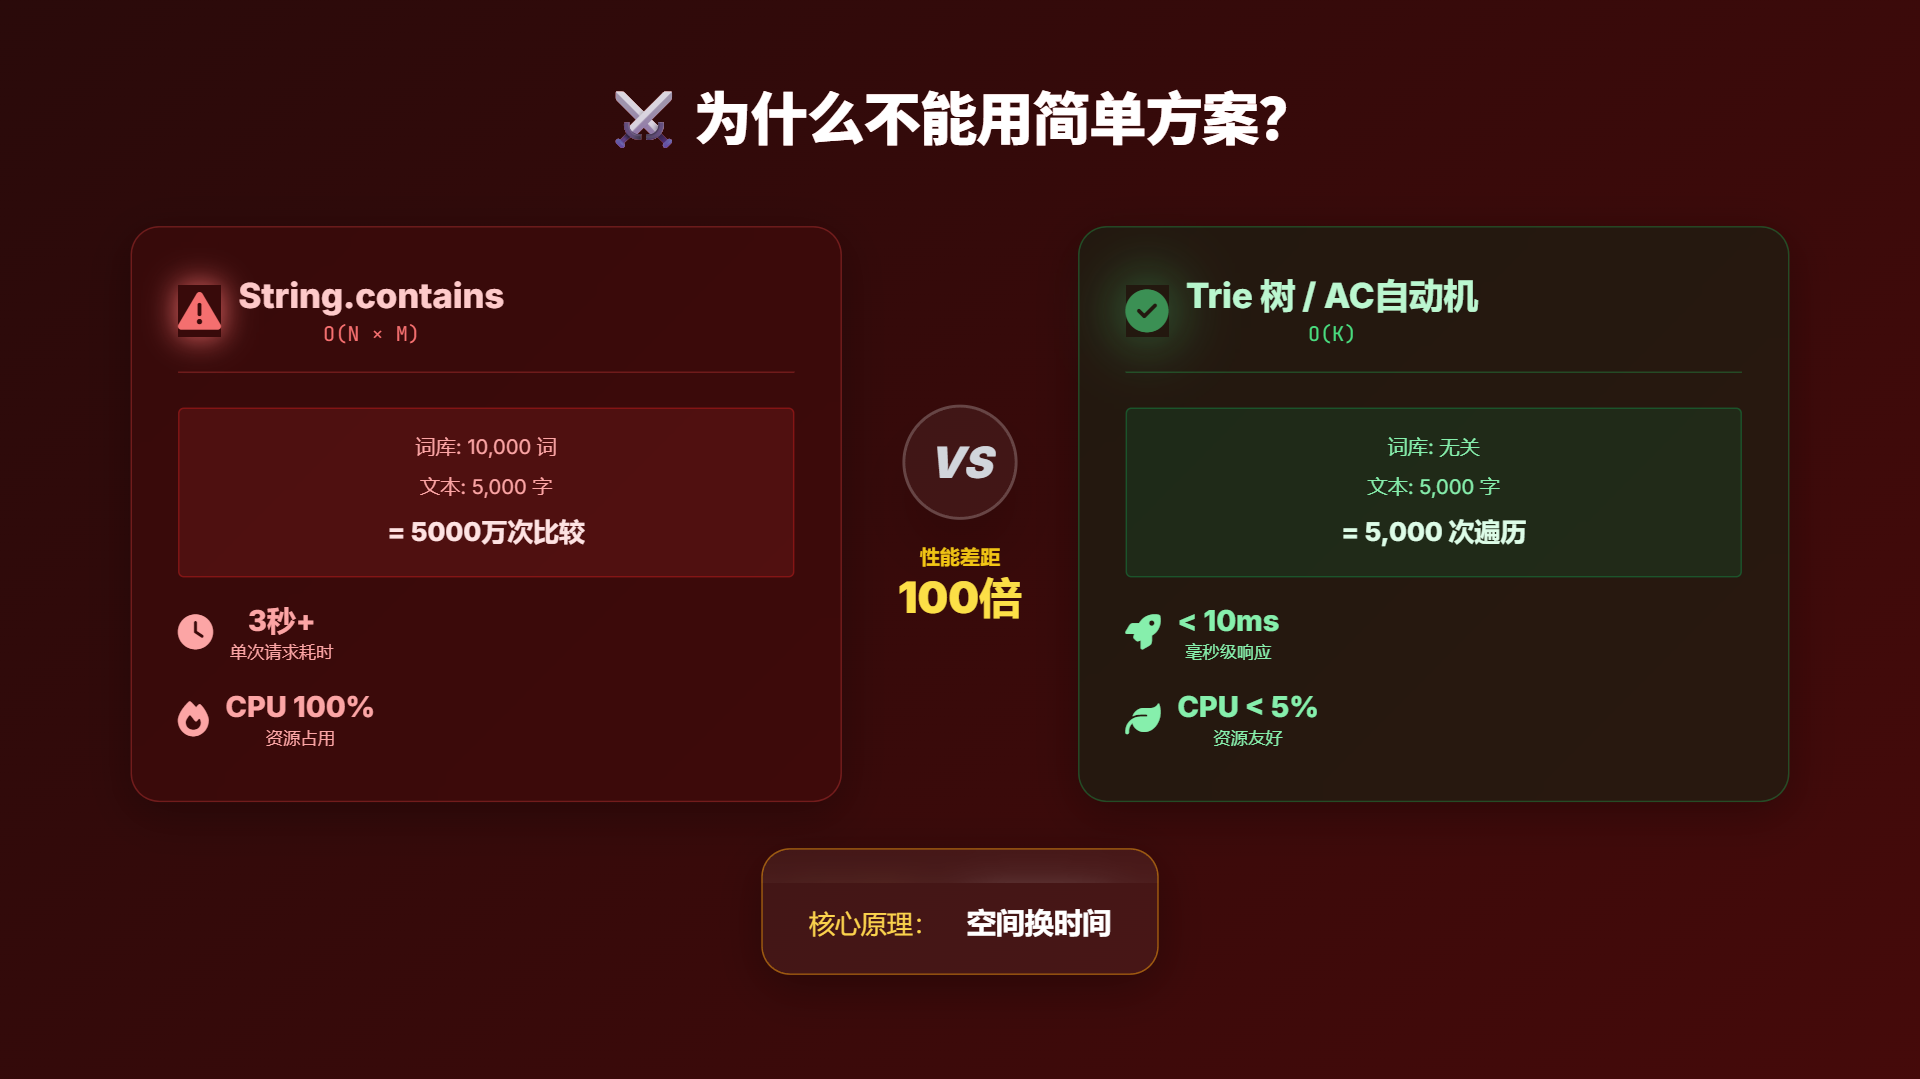 为什么不能用简单方案？
String.contains
O(N × M)
词库: 10,000 词
文本: 5,000 字
= 5000万次比较
3秒+
单次请求耗时
CPU 100%
资源占用
VS
性能差距
100倍
Trie 树 / AC自动机
O(K)
词库: 无关
文本: 5,000 字
= 5,000 次遍历
< 10ms
毫秒级响应
CPU < 5%
资源友好
核心原理： 空间换时间